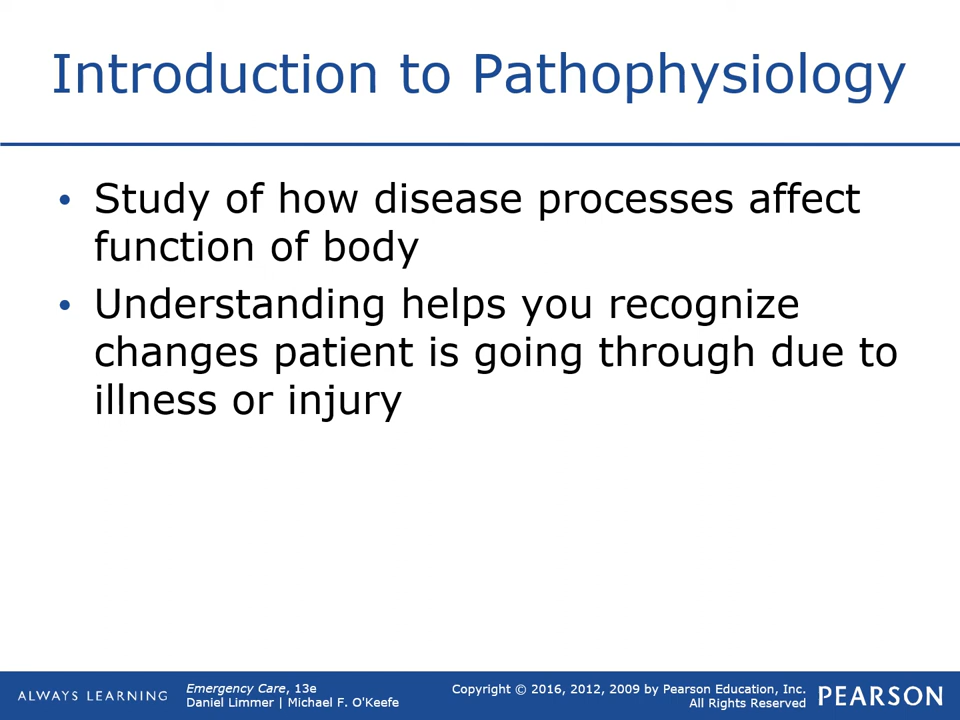 Introduction to Pathophysiology
• Study of how disease processes affect
function of body
• Understanding helps you recognize
changes patient is going through due to
illness or injury
ALWAYS LEARNING
Emergency Care, 13e
Daniel Limmer | Michael F. O'Keefe
Copyright © 2016, 2012, 2009 by Pearson Education, Inc.
All Rights Reserved
PEARSON